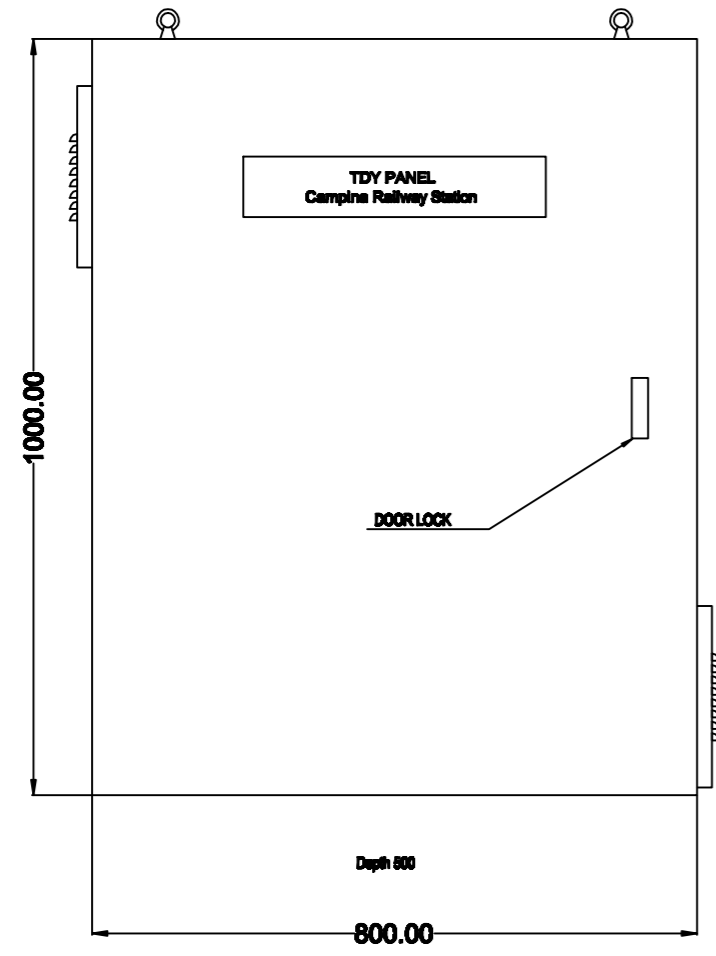 TDY PANEL
Campina Railway Station
1000.00
DOOR LOCK
Depth 500
800.00